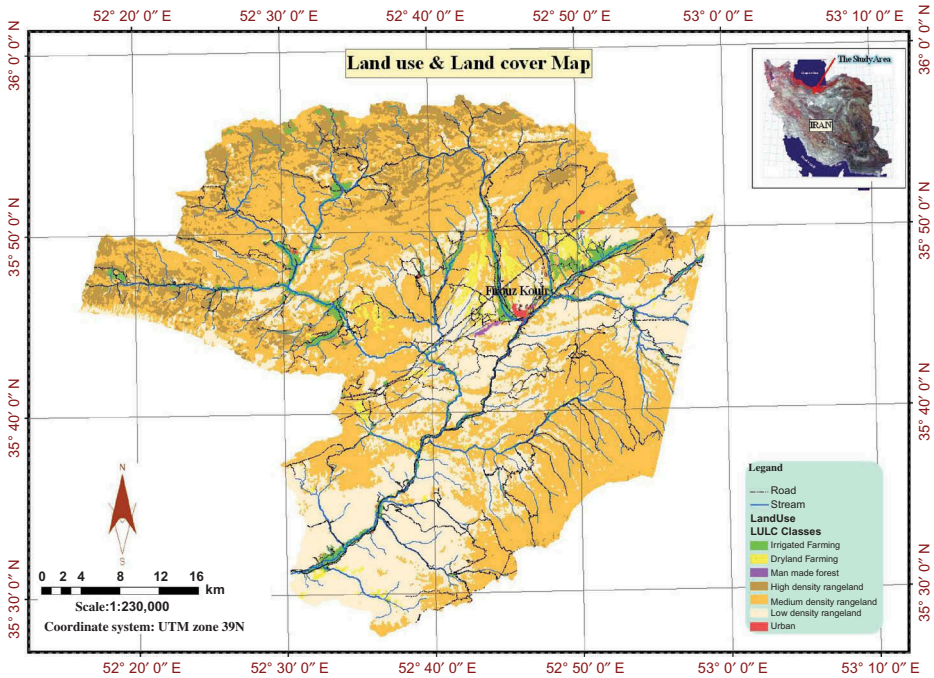 52° 20′ 0″ E 52° 30′ 0″ E 52° 40′ 0″ E 52° 50′ 0″ E 53° 0′ 0″ E 53° 10′ 0″ E
36° 0′ 0″ N
35° 50′ 0″ N
35° 40′ 0″ N
35° 30′ 0″ N
Land use & Land cover Map
The Study Area
IRAN
Firouz Kouh
N
S
0 2 4 8 12 16
km
Scale:1:230,000
Coordinate system: UTM zone 39N
Legand
Road
Stream
LandUse
LULC Classes
Irrigated Farming
Dryland Farming
Man made forest
High density rangeland
Medium density rangeland
Low density rangeland
Urban
36° 0′ 0″ N
35° 50′ 0″ N
35° 40′ 0″ N
35° 30′ 0″ N
52° 20′ 0″ E 52° 30′ 0″ E 52° 40′ 0″ E 52° 50′ 0″ E 53° 0′ 0″ E 53° 10′ 0″ E